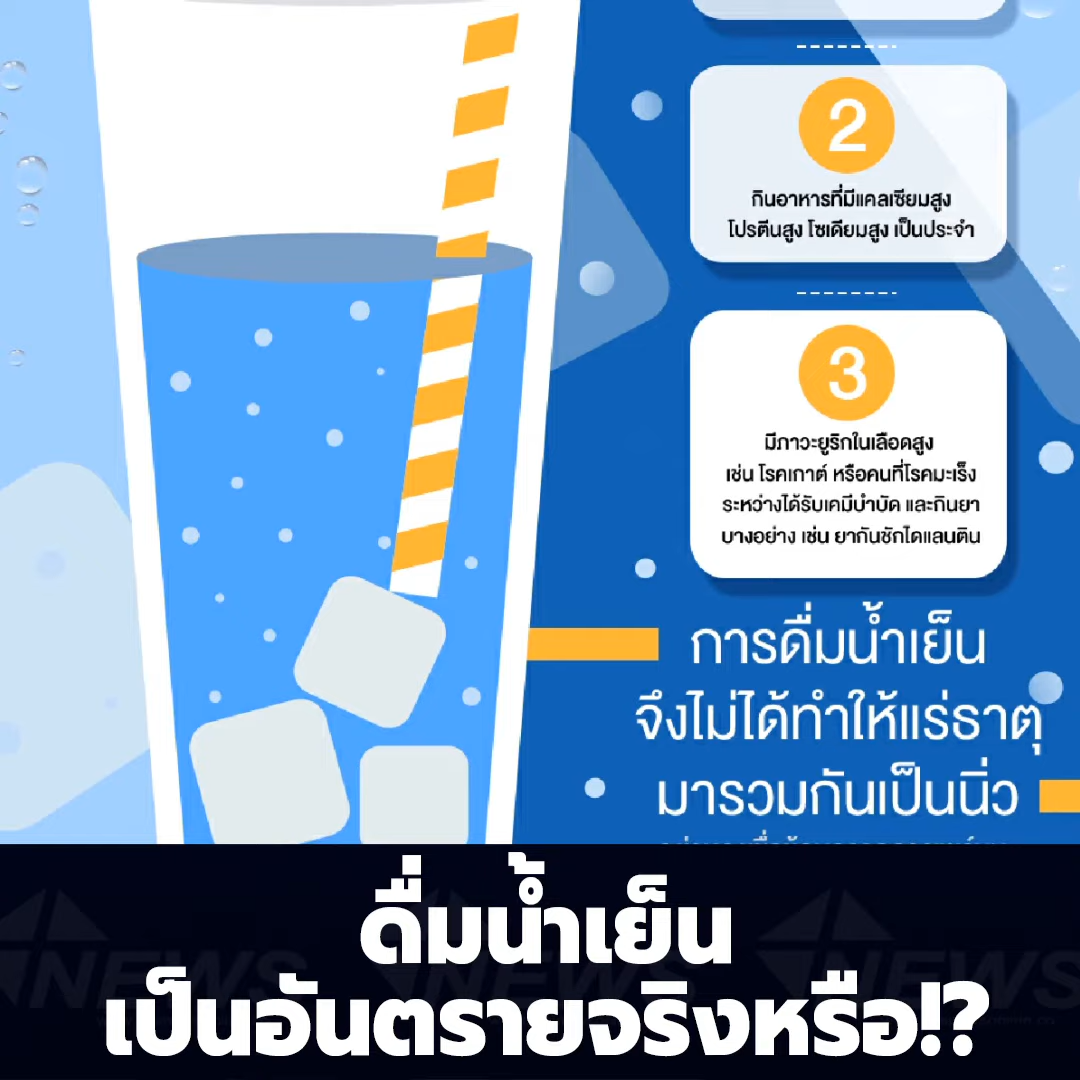 2
กินอาหารที่มีแคลเซียมสูง
โปรตีนสูง โซเดียมสูง เป็นประจำ
3
มีภาวะยูริกในเลือดสูง
เช่น โรคเกาต์ หรือคนที่โรคมะเร็ง
ระหว่างได้รับเคมีบำบัด และกินยา
บางอย่าง เช่น ยากันชักไดแลนติน
การดื่มน้ำเย็น
จึงไม่ได้ทำให้แร่ธาตุ
มารวมกันเป็นนิ่ว
ดื่มน้ำเย็น
เป็นอันตรายจริงหรือ!?
NEWS
NEWS